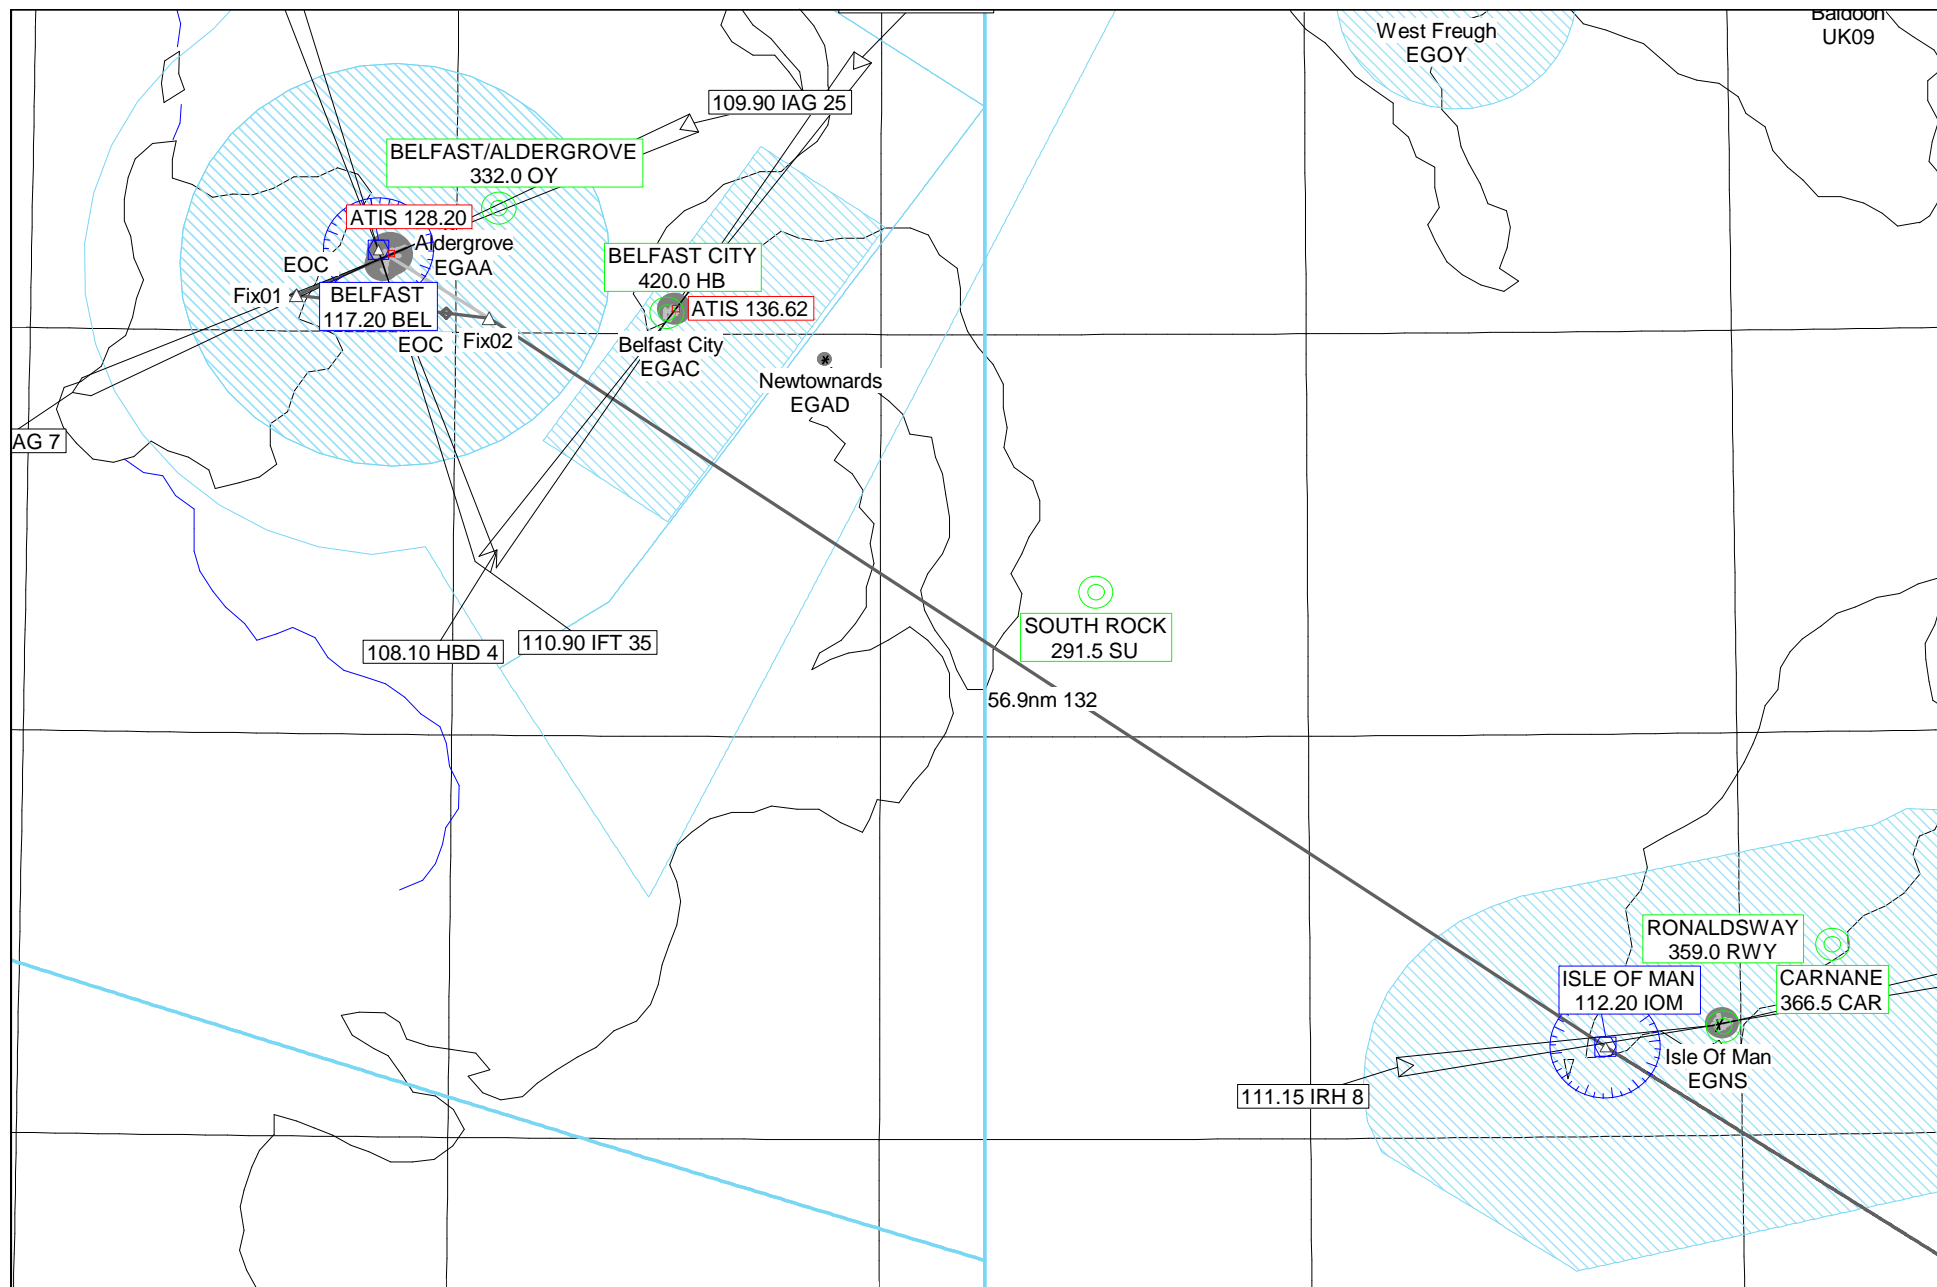 West Freugh
EGOY
Baldoon
UK09
109.90 IAG 25
BELFAST/ALDERGROVE
332.0 OY
ATIS 128.20
Aldergrove
EGAA
EOC
Fix01
BELFAST
117.20 BEL
EOC
Fix02
BELFAST CITY
420.0 HB
ATIS 136.62
Belfast City
EGAC
Newtownards
EGAD
AG 7
108.10 HBD 4
110.90 IFT 35
SOUTH ROCK
291.5 SU
56.9nm 132
RONALDSWAY
359.0 RWY
ISLE OF MAN
112.20 IOM
CARNANE
366.5 CAR
Isle Of Man
EGNS
111.15 IRH 8